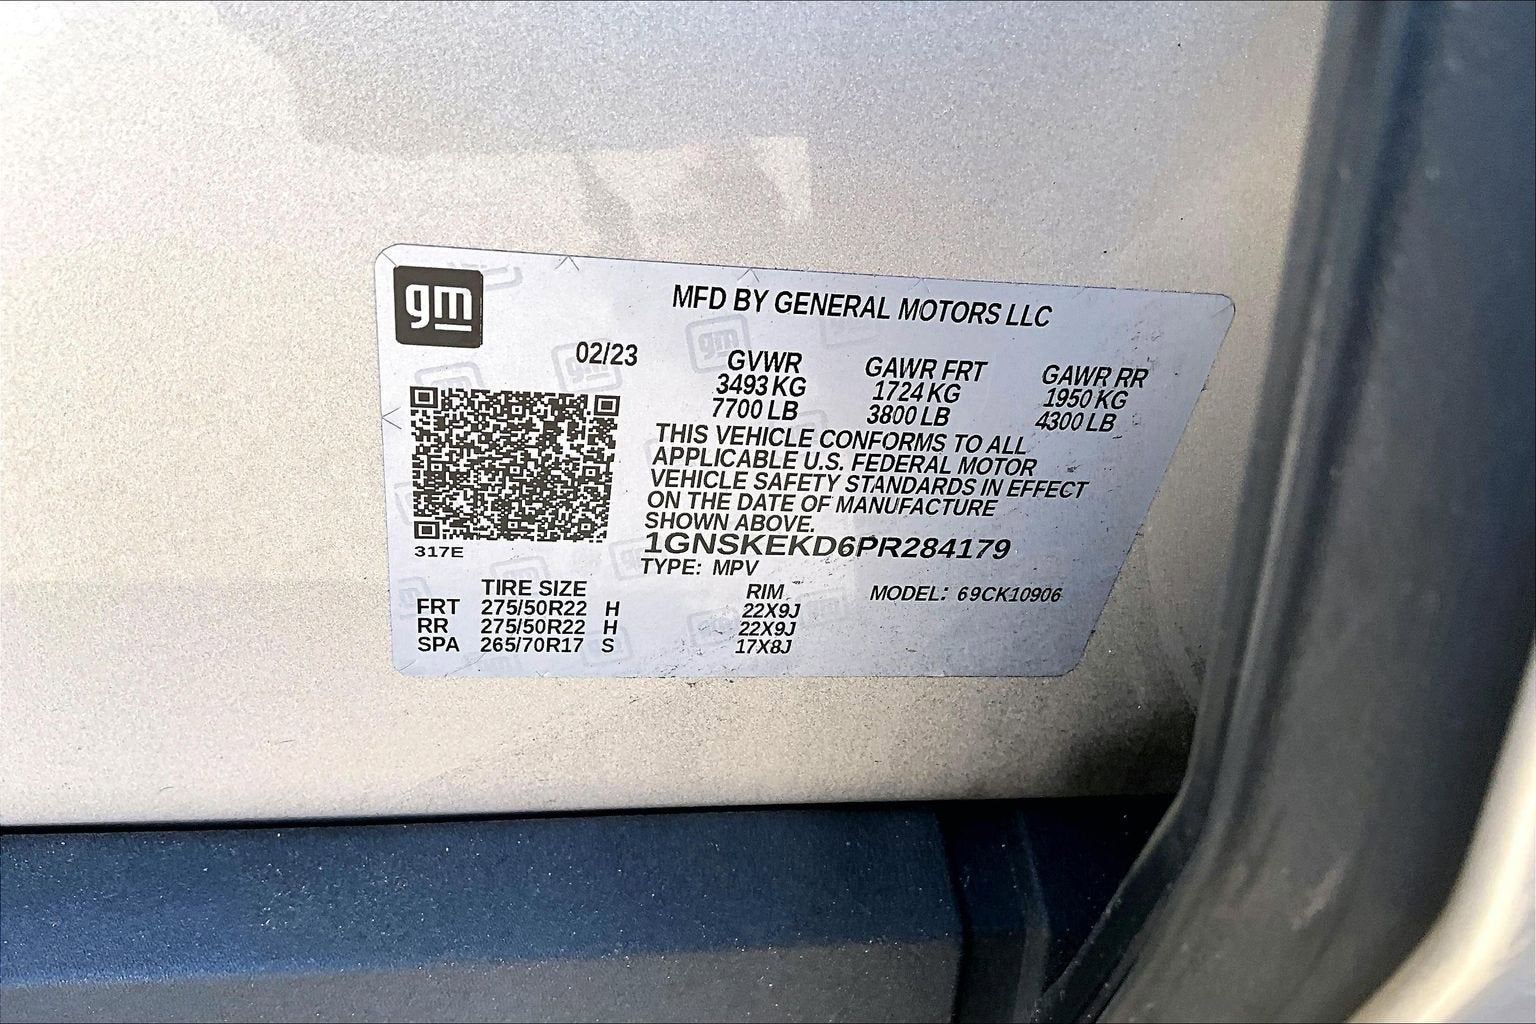 gm
MFD BY GENERAL MOTORS LLC
02/23
GVWR GAWR FRT GAWR RR
3493 KG 1724 KG 1950 KG
7700 LB 3800 LB 4300 LB
THIS VEHICLE CONFORMS TO ALL
APPLICABLE U.S. FEDERAL MOTOR
VEHICLE SAFETY STANDARDS IN EFFECT
ON THE DATE OF MANUFACTURE
SHOWN ABOVE.
317E
1GNSKEKD6PR284179
TYPE: MPV
TIRE SIZE RIM MODEL: 69CK10906
FRT 275/50R22 H 22X9J
RR 275/50R22 H 22X9J
SPA 265/70R17 S 17X8J